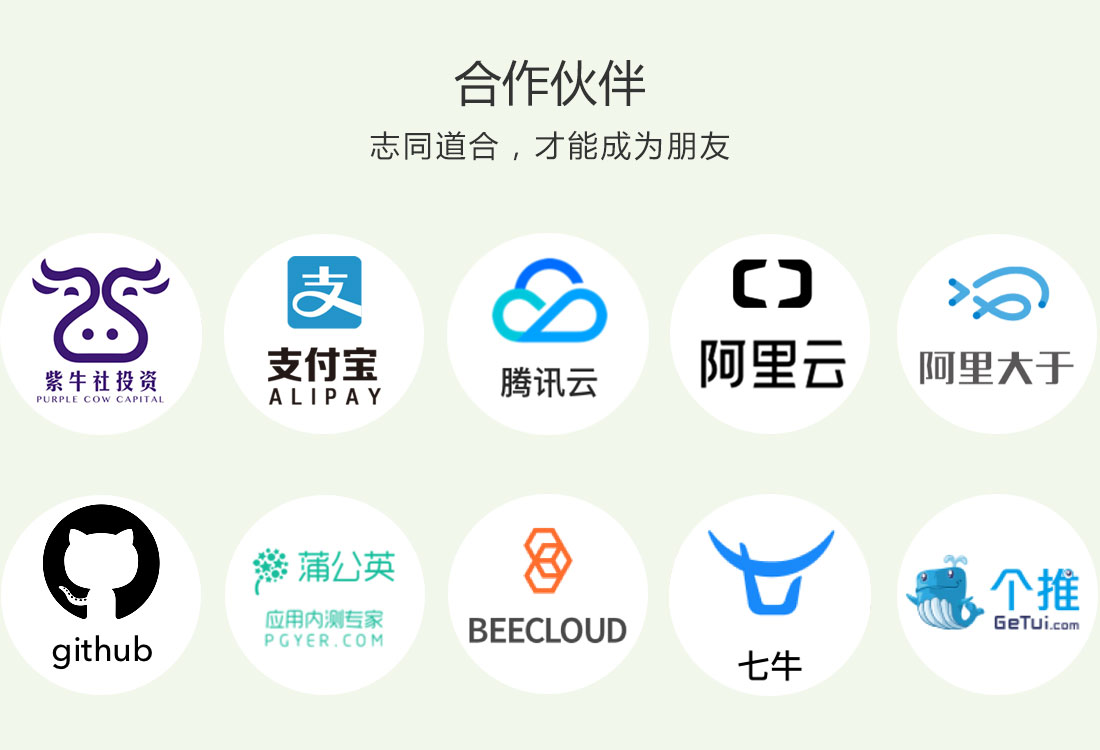 合作伙伴
志同道合，才能成为朋友
紫牛社投资
PURPLE COW CAPITAL
支
支付宝
ALIPAY
腾讯云
阿里云
阿里大于
github
蒲公英
应用内测专家
PGYER.COM
BEECLOUD
七牛
个推
GeTui.com